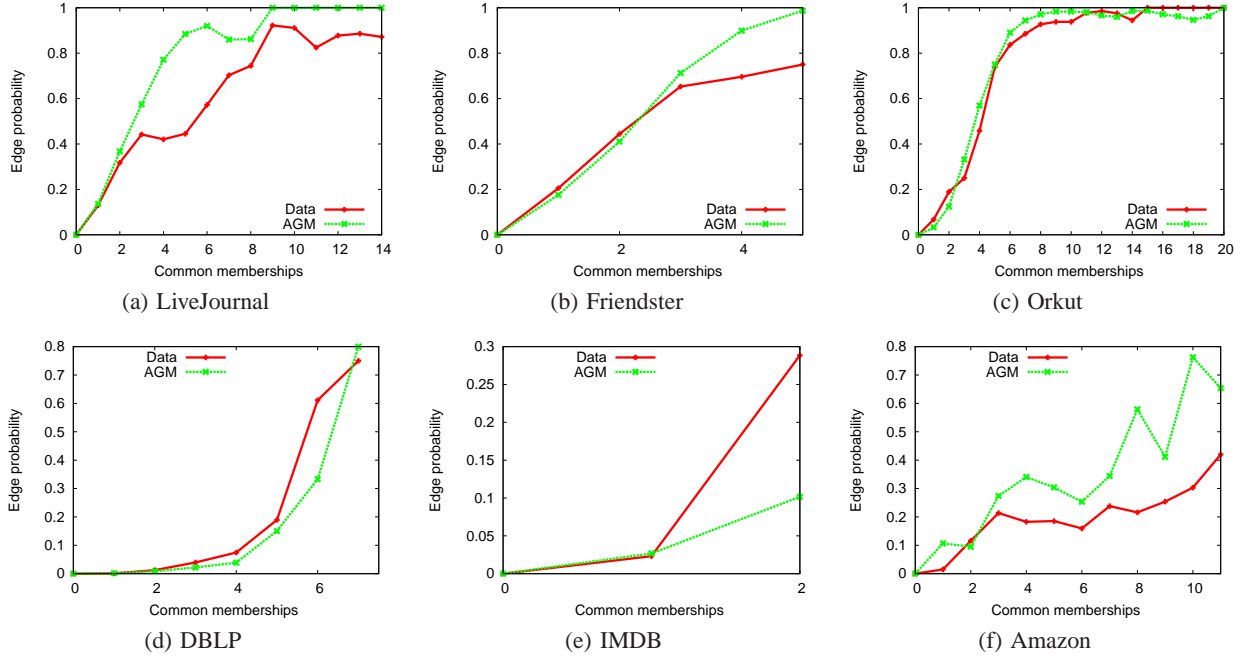 1
0.8
0.6
0.4
0.2
0
Edge probability
Data
AGM
0 2 4 6 8 10 12 14
Common memberships
(a) LiveJournal
1
0.8
0.6
0.4
0.2
0
Edge probability
Data
AGM
0 2 4
Common memberships
(b) Friendster
1
0.8
0.6
0.4
0.2
0
Edge probability
Data
AGM
0 2 4 6 8 10 12 14 16 18 20
Common memberships
(c) Orkut
0.8
0.7
0.6
0.5
0.4
0.3
0.2
0.1
0
Edge probability
Data
AGM
0 2 4 6
Common memberships
(d) DBLP
0.3
0.25
0.2
0.15
0.1
0.05
0
Edge probability
Data
AGM
0 2
Common memberships
(e) IMDB
0.8
0.7
0.6
0.5
0.4
0.3
0.2
0.1
0
Edge probability
Data
AGM
0 2 4 6 8 10
Common memberships
(f) Amazon